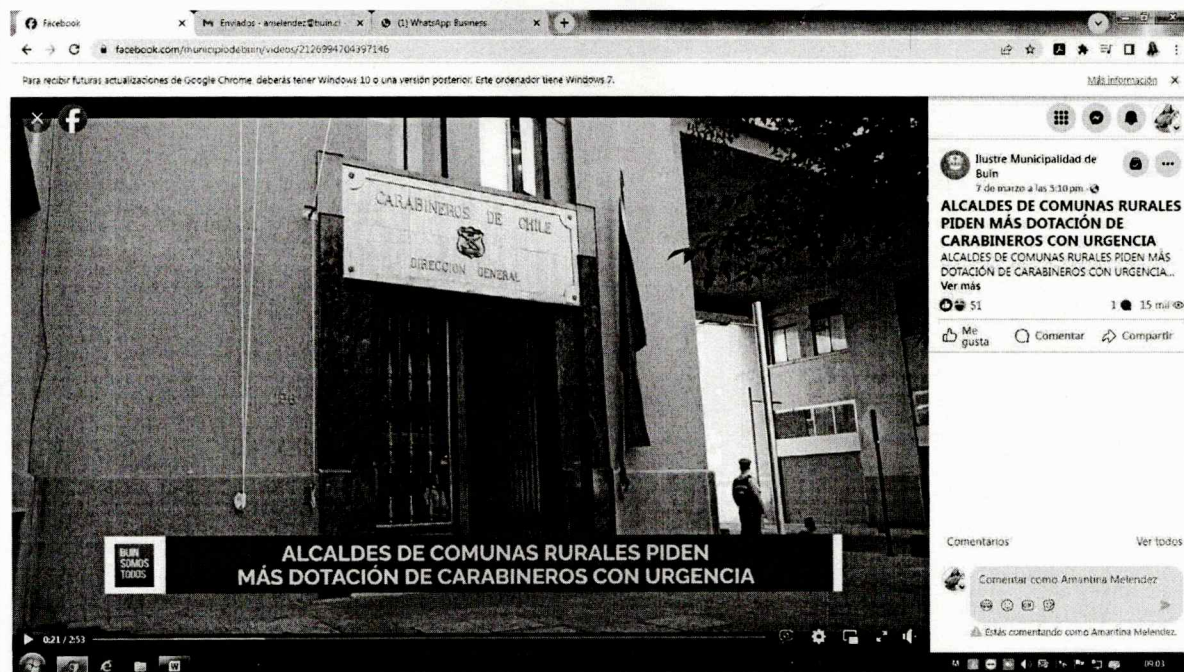 Facebook
Enviados - amelendez@buin.cl
(1) WhatsApp Business
facebook.com/municipiodebuin/videos/2126994704397146
Para recibir futuras actualizaciones de Google Chrome, deberás tener Windows 10 o una versión posterior. Este ordenador tiene Windows 7.
Más información
CARABINEROS DE CHILE
DIRECCION GENERAL
196
BUIN
SOMOS
TODOS
ALCALDES DE COMUNAS RURALES PIDEN
MÁS DOTACIÓN DE CARABINEROS CON URGENCIA
0:21 / 2:53
Ilustre Municipalidad de
Buin
7 de marzo a las 5:10 pm
ALCALDES DE COMUNAS RURALES
PIDEN MÁS DOTACIÓN DE
CARABINEROS CON URGENCIA
ALCALDES DE COMUNAS RURALES PIDEN MÁS
DOTACIÓN DE CARABINEROS CON URGENCIA...
Ver más
51
1
15 mil
Me
gusta
Comentar
Compartir
Comentarios
Ver todos
Comentar como Amantina Melendez
Estás comentando como Amantina Melendez.
09:03